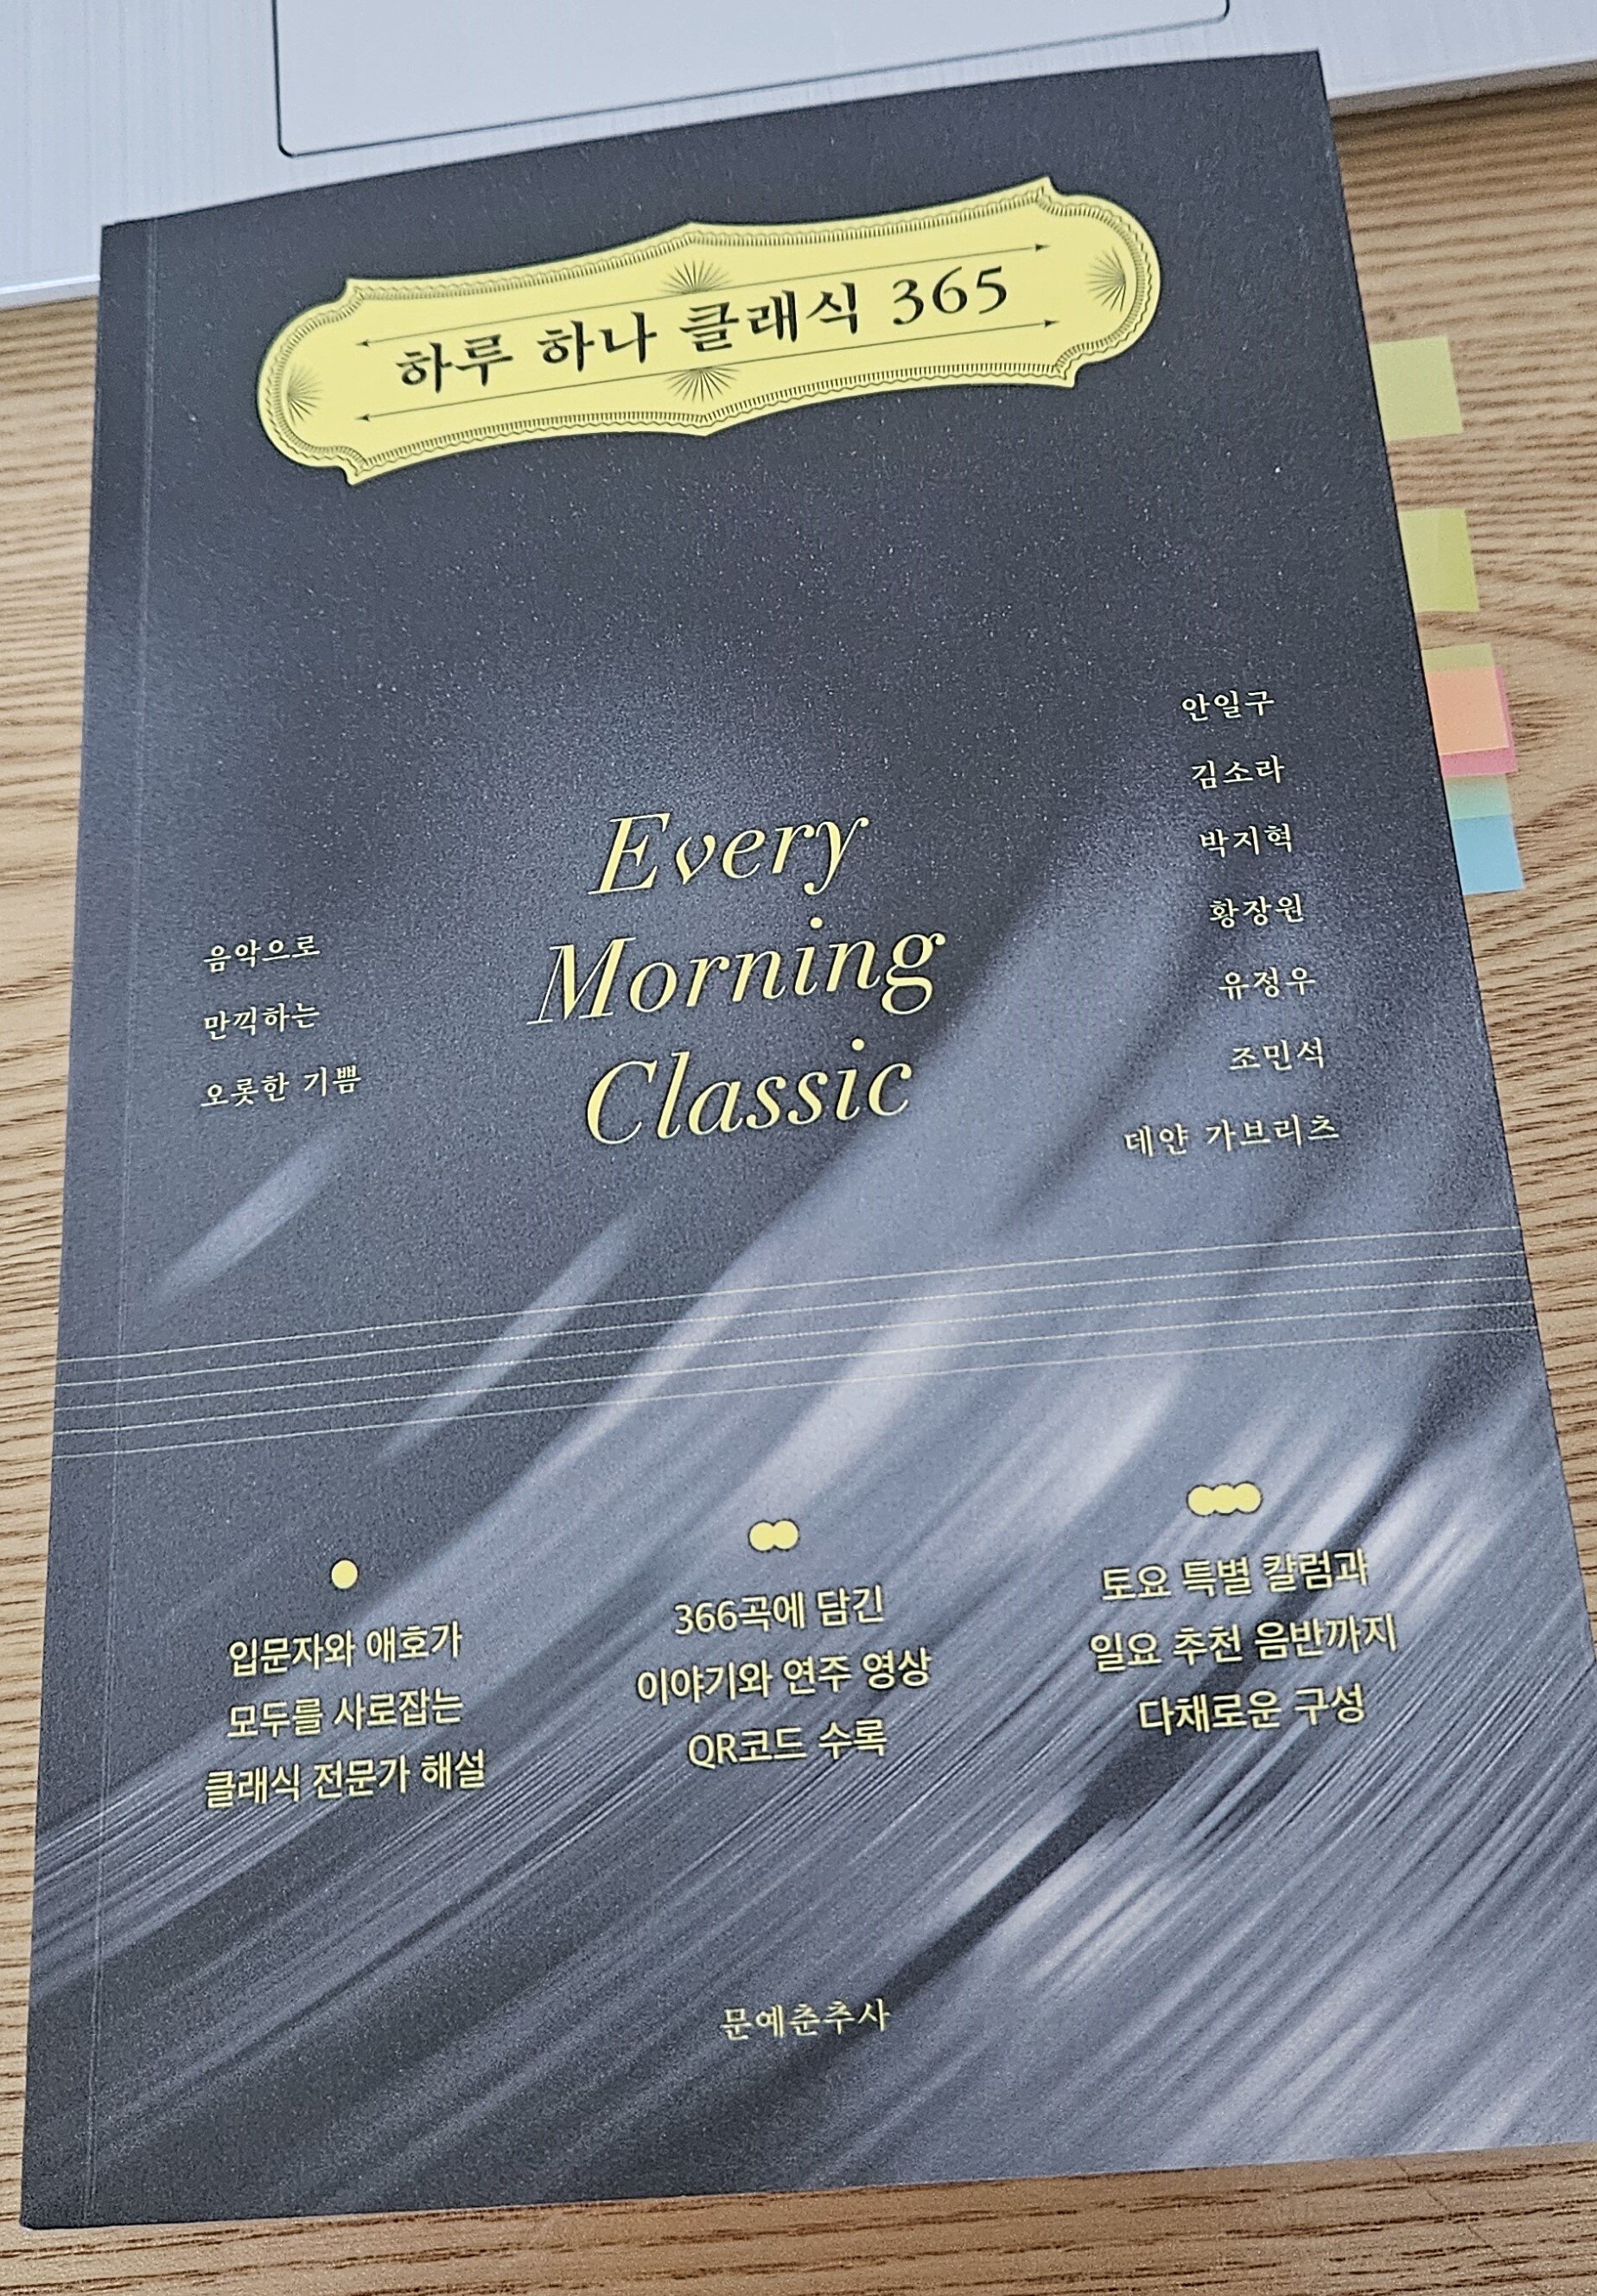 하루 하나 클래식 365
Every
Morning
Classic
음악으로
만끽하는
오롯한 기쁨
안일구
김소라
박지혁
황장원
유정우
조민석
데얀 가브리츠
입문자와 애호가
모두를 사로잡는
클래식 전문가 해설
366곡에 담긴
이야기와 연주 영상
QR코드 수록
토요 특별 칼럼과
일요 추천 음반까지
다채로운 구성
문예춘추사